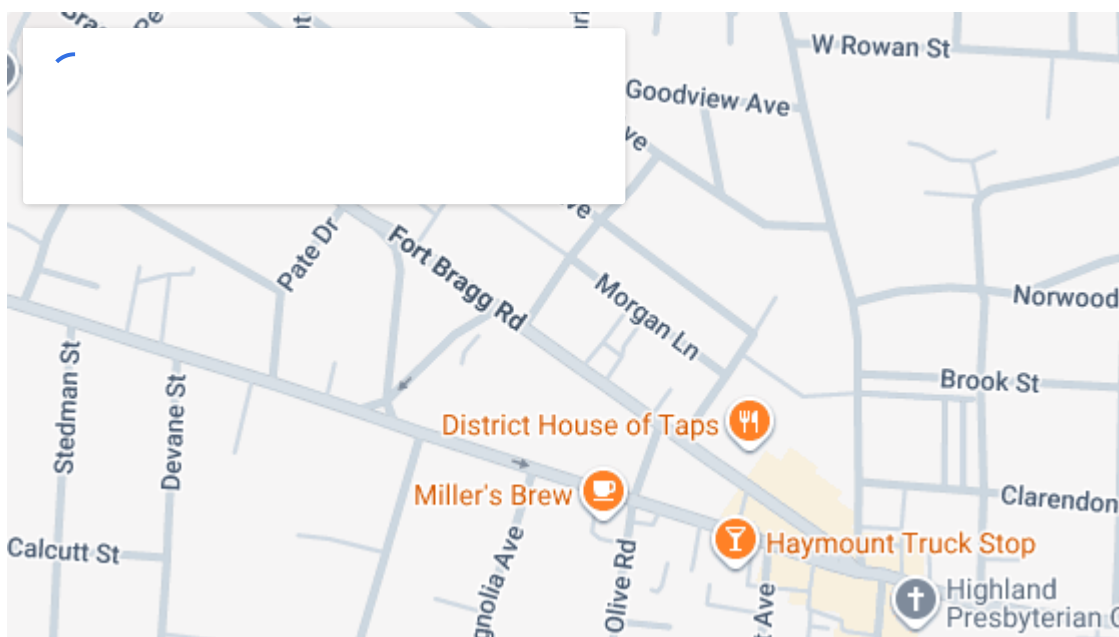 W Rowan St
Goodview Ave
Pate Dr
Fort Bragg Rd
Morgan Ln
Norwood
Stedman St
Devane St
Brook St
District House of Taps
Miller's Brew
Clarendon
Calcutt St
Olive Rd
Haymount Truck Stop
Highland
Presbyterian